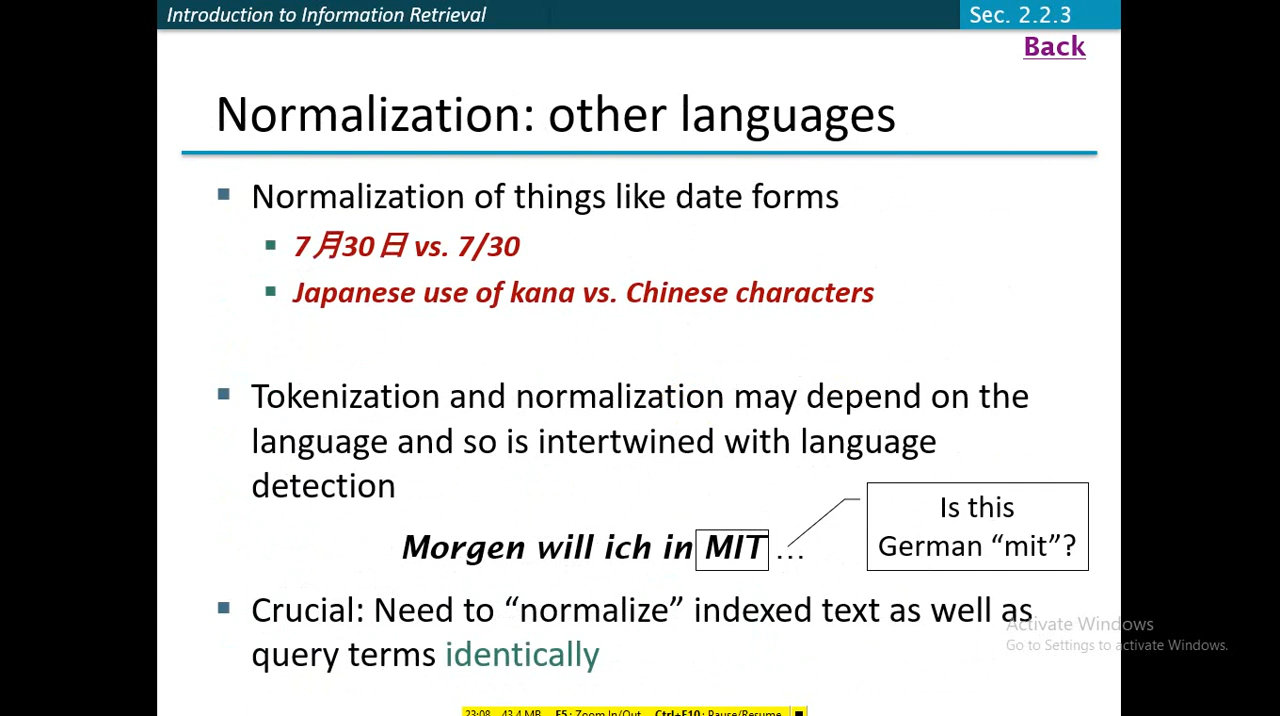 Introduction to Information Retrieval
Sec. 2.2.3
Back
Normalization: other languages
Normalization of things like date forms
7月30日 vs. 7/30
Japanese use of kana vs. Chinese characters
Tokenization and normalization may depend on the
language and so is intertwined with language
detection
Morgen will ich in MIT …
Is this
German “mit”?
Crucial: Need to “normalize” indexed text as well as
query terms identically
Activate Windows
Go to Settings to activate Windows.
23:08 43.4 MB F5: Zoom In/Out Ctrl+F10: Pause/Resume